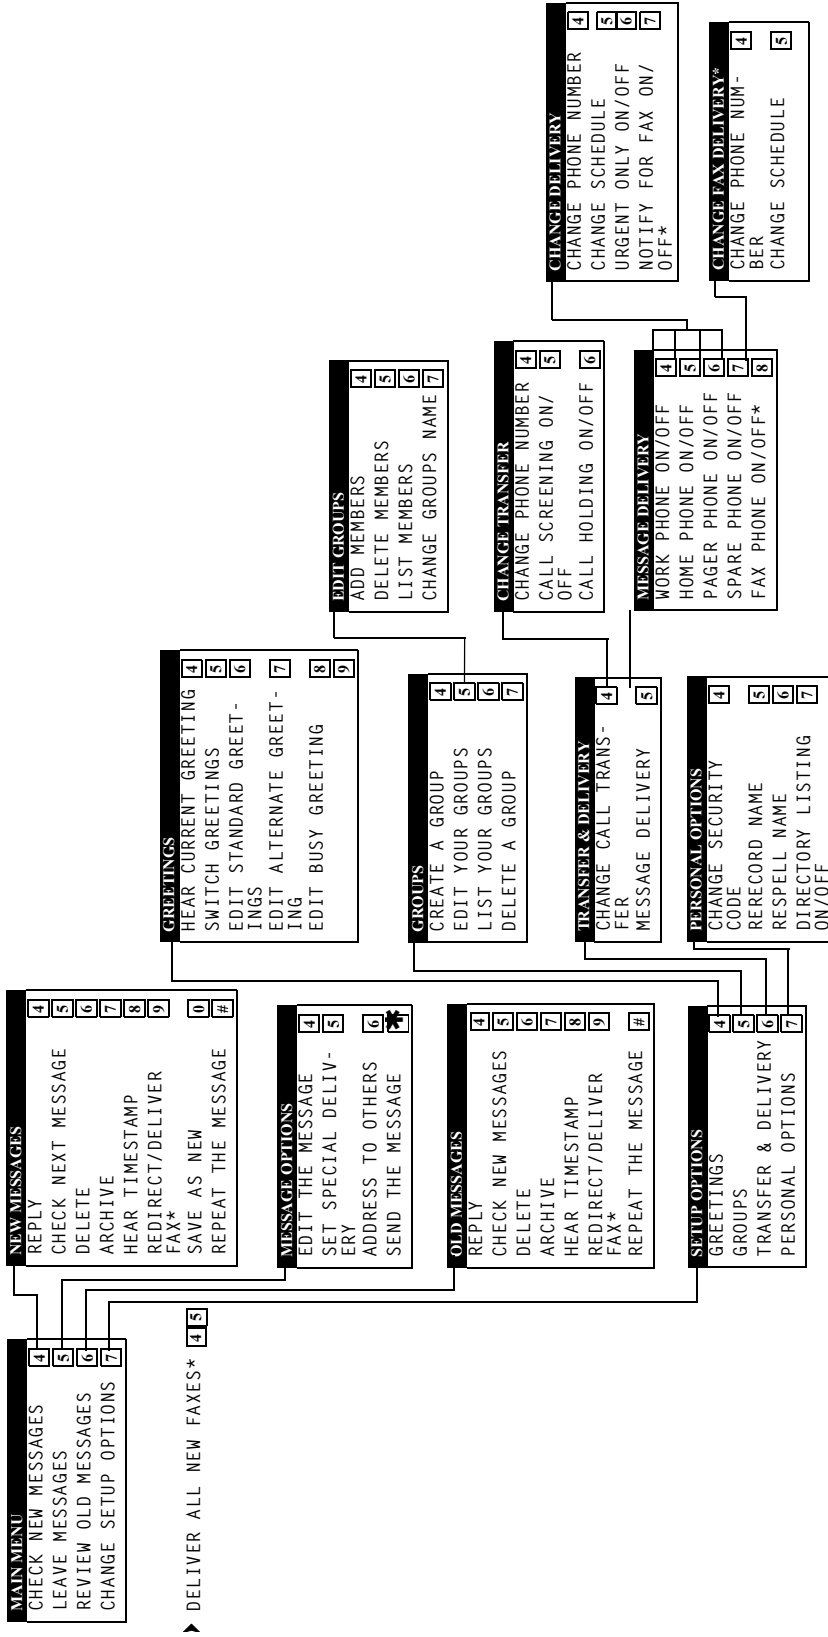 MAIN MENU
CHECK NEW MESSAGES 4
LEAVE MESSAGES 5
REVIEW OLD MESSAGES 6
CHANGE SETUP OPTIONS 7
DELIVER ALL NEW FAXES* 4 5
NEW MESSAGES
REPLY 4
CHECK NEXT MESSAGE 5
DELETE 6
ARCHIVE 7
HEAR TIMESTAMP 8
REDIRECT/DELIVER 9
FAX*
SAVE AS NEW 0
REPEAT THE MESSAGE #
MESSAGE OPTIONS
EDIT THE MESSAGE 4
SET SPECIAL DELIV- 5
ERY
ADDRESS TO OTHERS 6
SEND THE MESSAGE *
OLD MESSAGES
REPLY 4
CHECK NEW MESSAGES 5
DELETE 6
ARCHIVE 7
HEAR TIMESTAMP 8
REDIRECT/DELIVER 9
FAX*
REPEAT THE MESSAGE #
SETUP OPTIONS
GREETINGS 4
GROUPS 5
TRANSFER & DELIVERY 6
PERSONAL OPTIONS 7
GREETINGS
HEAR CURRENT GREETING 4
SWITCH GREETINGS 5
EDIT STANDARD GREET- 6
INGS
EDIT ALTERNATE GREET- 7
ING
EDIT BUSY GREETING 8
9
GROUPS
CREATE A GROUP 4
EDIT YOUR GROUPS 5
LIST YOUR GROUPS 6
DELETE A GROUP 7
TRANSFER & DELIVERY
CHANGE CALL TRANS- 4
FER
MESSAGE DELIVERY 5
PERSONAL OPTIONS
CHANGE SECURITY 4
CODE
RERECORD NAME 5
RESPELL NAME 6
DIRECTORY LISTING 7
ON/OFF
EDIT GROUPS
ADD MEMBERS 4
DELETE MEMBERS 5
LIST MEMBERS 6
CHANGE GROUPS NAME 7
CHANGE TRANSFER
CHANGE PHONE NUMBER 4
CALL SCREENING ON/ 5
OFF
CALL HOLDING ON/OFF 6
MESSAGE DELIVERY
WORK PHONE ON/OFF 4
HOME PHONE ON/OFF 5
PAGER PHONE ON/OFF 6
SPARE PHONE ON/OFF 7
FAX PHONE ON/OFF* 8
CHANGE DELIVERY
CHANGE PHONE NUMBER 4
CHANGE SCHEDULE 5
URGENT ONLY ON/OFF 6
NOTIFY FOR FAX ON/ 7
OFF*
CHANGE FAX DELIVERY*
CHANGE PHONE NUM- 4
BER
CHANGE SCHEDULE 5